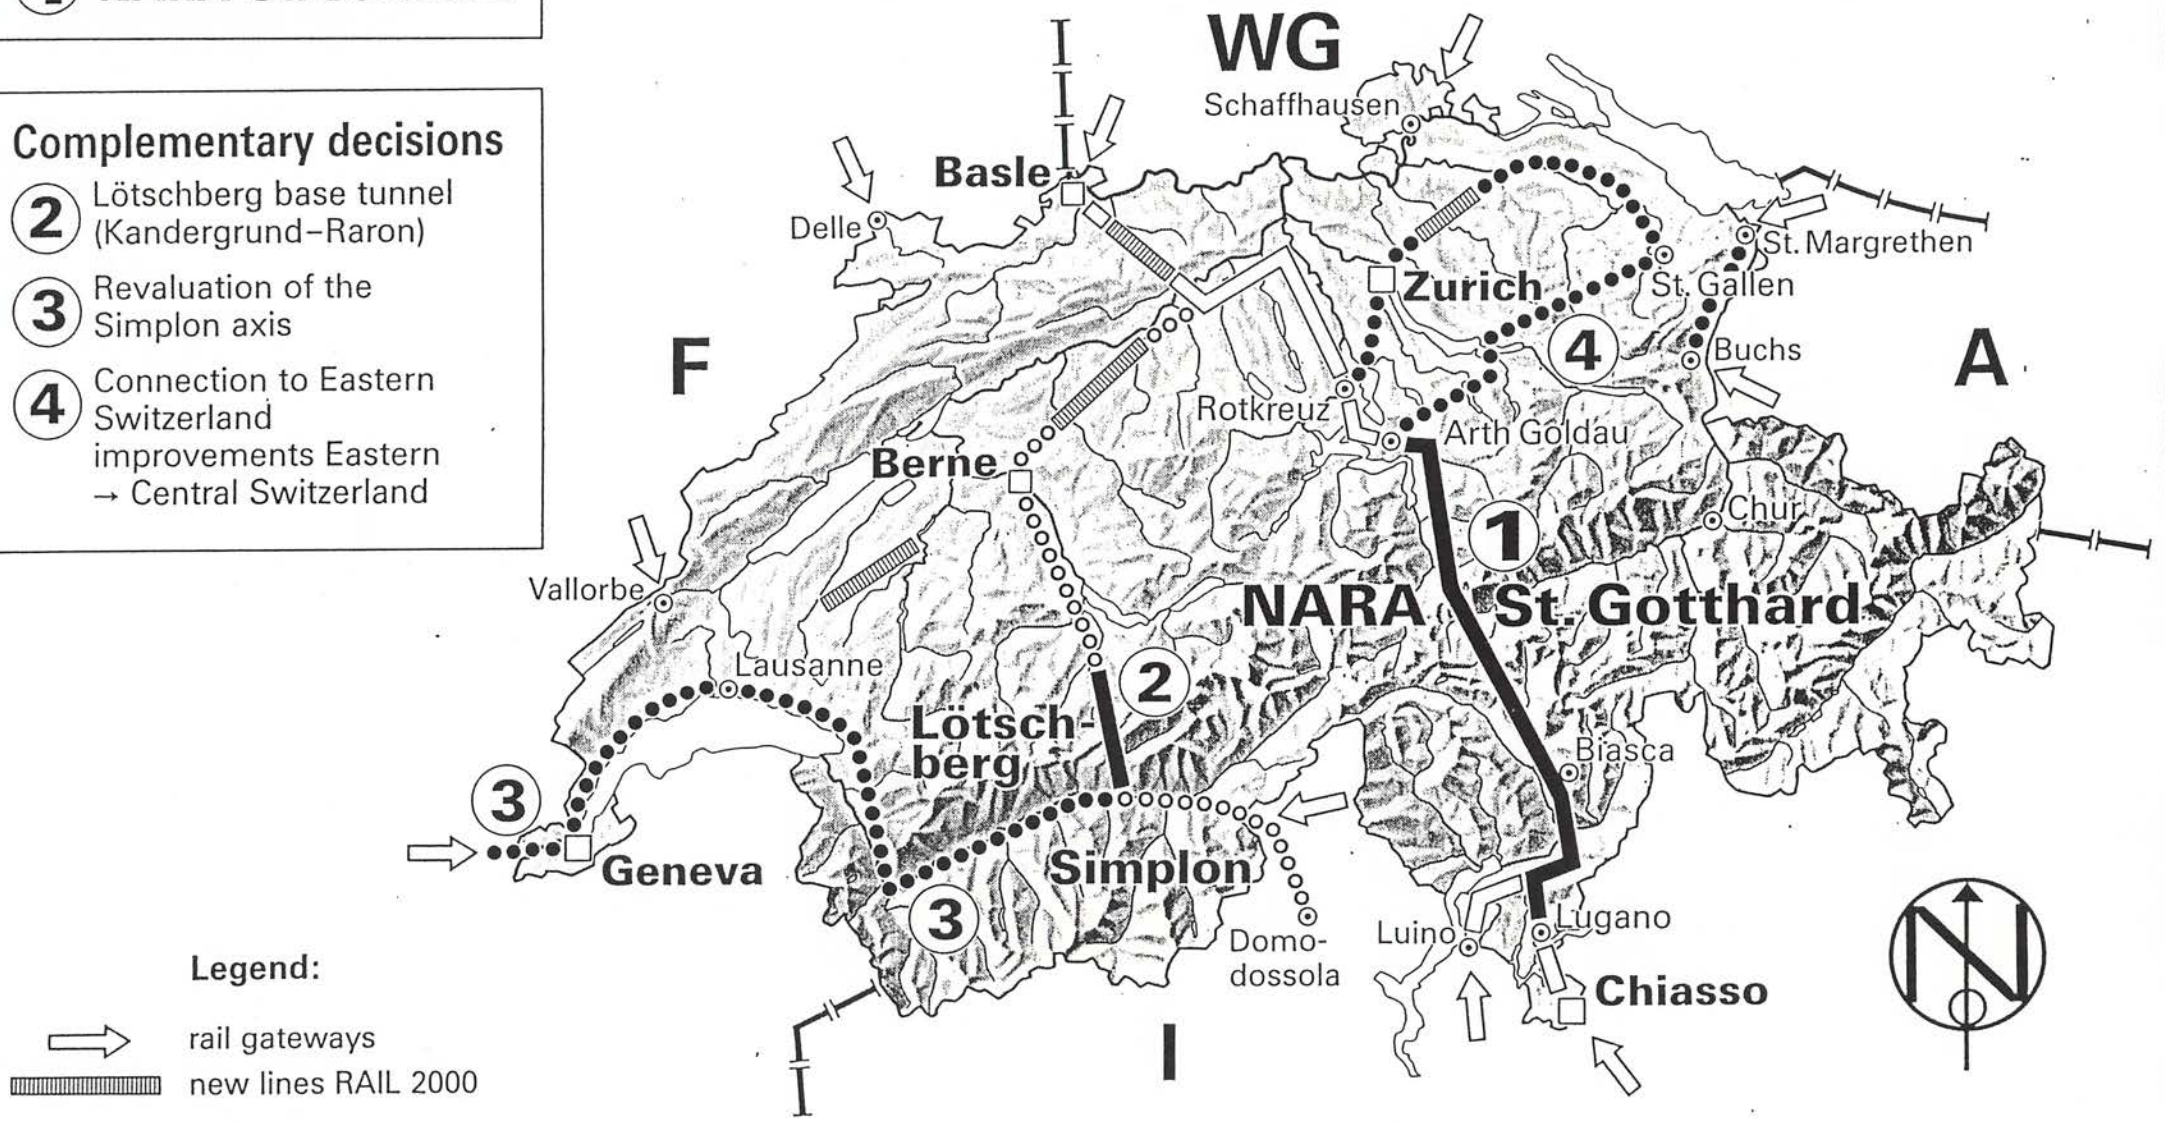 Complementary decisions
2 Lötschberg base tunnel
(Kandergrund–Raron)
3 Revaluation of the
Simplon axis
4 Connection to Eastern
Switzerland
improvements Eastern
→ Central Switzerland
WG
Schaffhausen
Basle
Delle
St. Margrethen
Zurich
St. Gallen
F
4
Buchs
A
Rotkreuz
Arth Goldau
Berne
Chur
1
Vallorbe
NARA St. Gotthard
Lausanne
2
Lötsch-
berg
Biasca
3
Geneva
Simplon
3
Luino
Lugano
Domo-
dossola
Chiasso
N
I
Legend:
rail gateways
new lines RAIL 2000